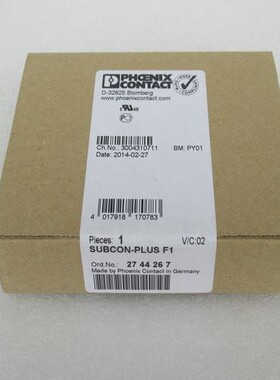 PHOENIX
CONTACT
D-32825 Blomberg
www.phoenixcontact.com
Ch.No.: 3004310711 BM: PY01
Date: 2014-02-27
4 017918 170783
Pieces: 1 V/C:02
SUBCON-PLUS F1
Ord.No.: 27 44 26 7
Made by Phoenix Contact in Germany